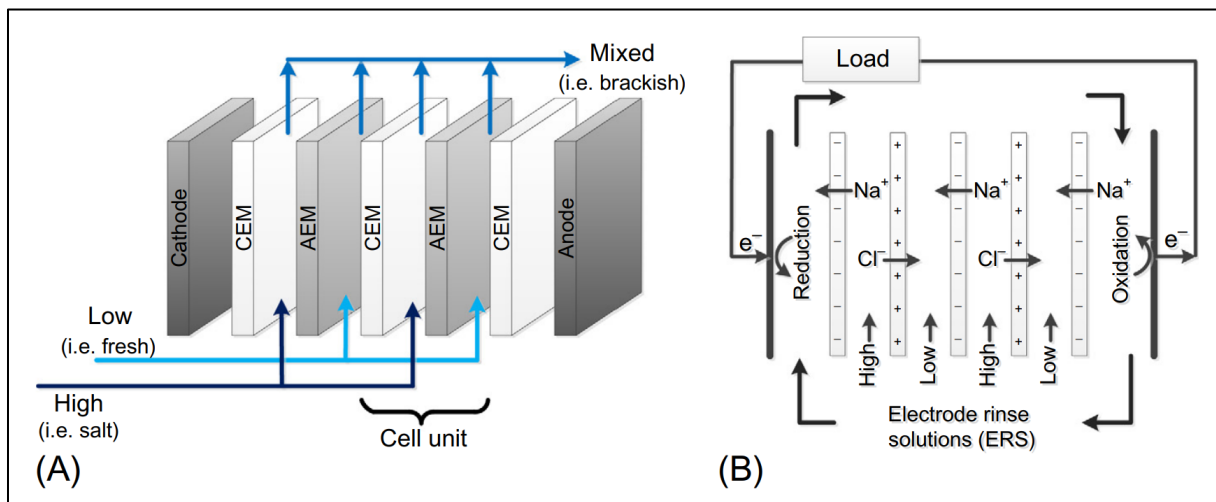 Mixed
(i.e. brackish)
Cathode
CEM
AEM
CEM
AEM
CEM
Anode
Low
(i.e. fresh)
High
(i.e. salt)
Cell unit
(A)
Load
− − + + − − + + − −
Na⁺
Na⁺
Na⁺
e⁻
Reduction
Cl⁻
Cl⁻
Oxidation
e⁻
High
Low
High
Low
Electrode rinse
solutions (ERS)
(B)